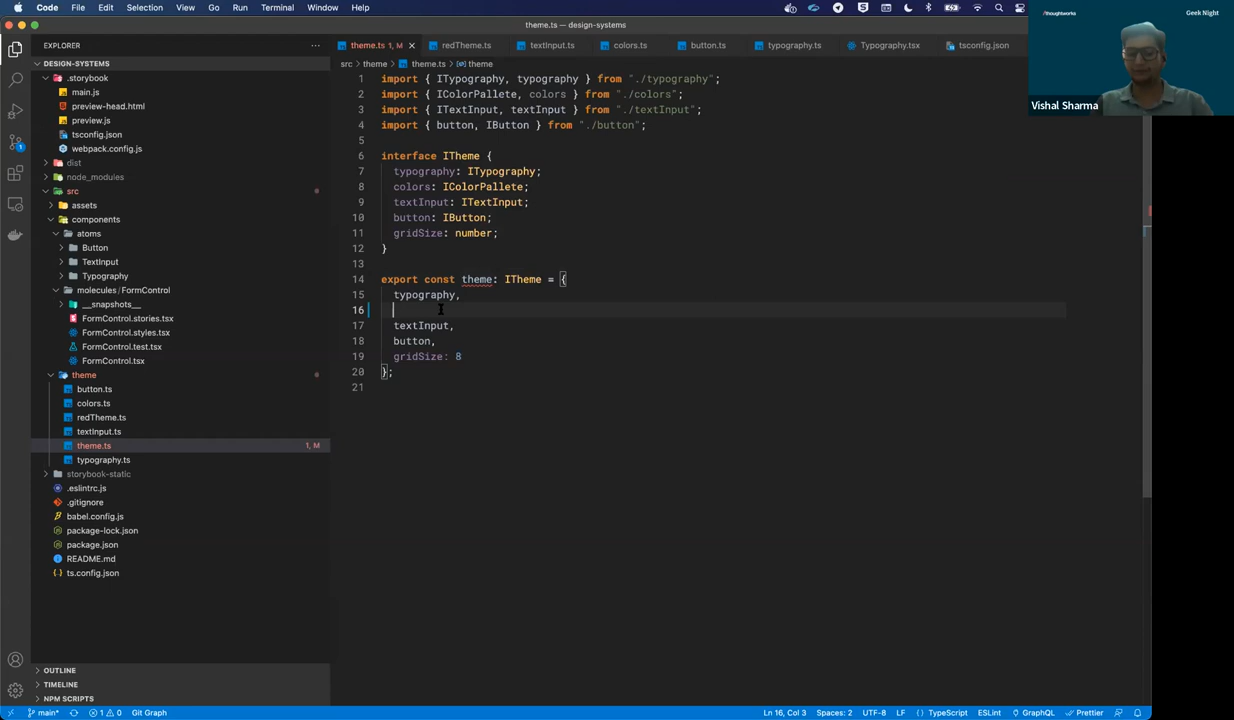 Code File Edit Selection View Go Run Terminal Window Help
theme.ts — design-systems
/thoughtworks
Geek Night
Vishal Sharma
EXPLORER
DESIGN-SYSTEMS
.storybook
main.js
preview-head.html
preview.js
tsconfig.json
webpack.config.js
dist
node_modules
src
assets
components
atoms
Button
TextInput
Typography
molecules / FormControl
__snapshots__
FormControl.stories.tsx
FormControl.styles.tsx
FormControl.test.tsx
FormControl.tsx
theme
button.ts
colors.ts
redTheme.ts
textInput.ts
theme.ts 1, M
typography.ts
storybook-static
.eslintrc.js
.gitignore
babel.config.js
package-lock.json
package.json
README.md
ts.config.json
OUTLINE
TIMELINE
NPM SCRIPTS
theme.ts 1, M redTheme.ts textInput.ts colors.ts button.ts typography.ts Typography.tsx tsconfig.json
src > theme > theme.ts > theme
1 import { ITypography, typography } from "./typography";
2 import { IColorPallete, colors } from "./colors";
3 import { ITextInput, textInput } from "./textInput";
4 import { button, IButton } from "./button";
5
6 interface ITheme {
7 typography: ITypography;
8 colors: IColorPallete;
9 textInput: ITextInput;
10 button: IButton;
11 gridSize: number;
12 }
13
14 export const theme: ITheme = {
15 typography,
16
17 textInput,
18 button,
19 gridSize: 8
20 };
21
main* 1 0 Git Graph Ln 16, Col 3 Spaces: 2 UTF-8 LF TypeScript ESLint GraphQL Prettier
1